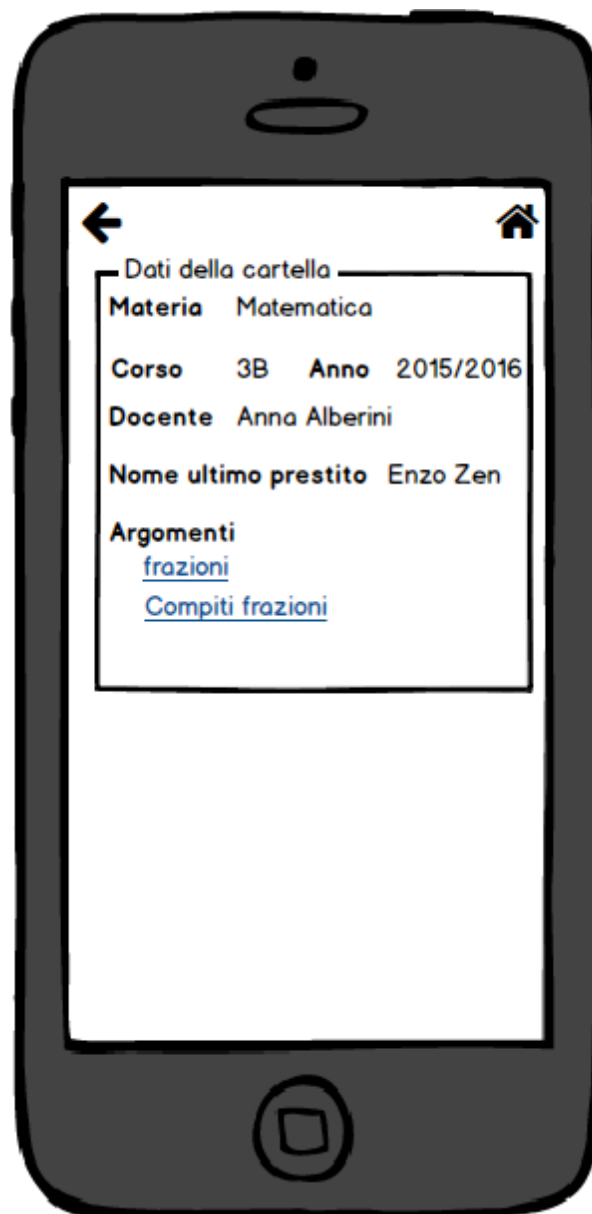 Dati della cartella
Materia Matematica
Corso 3B Anno 2015/2016
Docente Anna Alberini
Nome ultimo prestito Enzo Zen
Argomenti
frazioni
Compiti frazioni